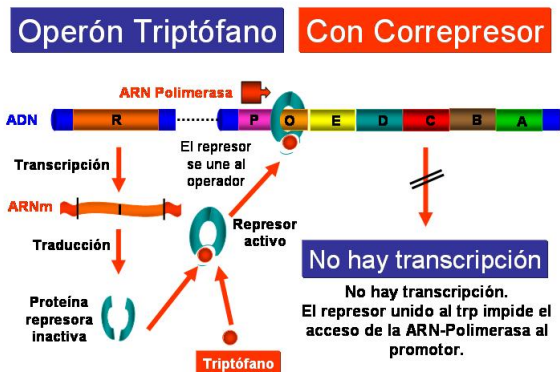 Operón Triptófano
Con Correpresor
ARN Polimerasa
ADN
R
P
O
E
D
C
B
A
El represor
se une al
operador
Transcripción
ARNm
Traducción
Represor
activo
Proteína
represora
inactiva
Triptófano
No hay transcripción
No hay transcripción.
El represor unido al trp impide el
acceso de la ARN-Polimerasa al
promotor.